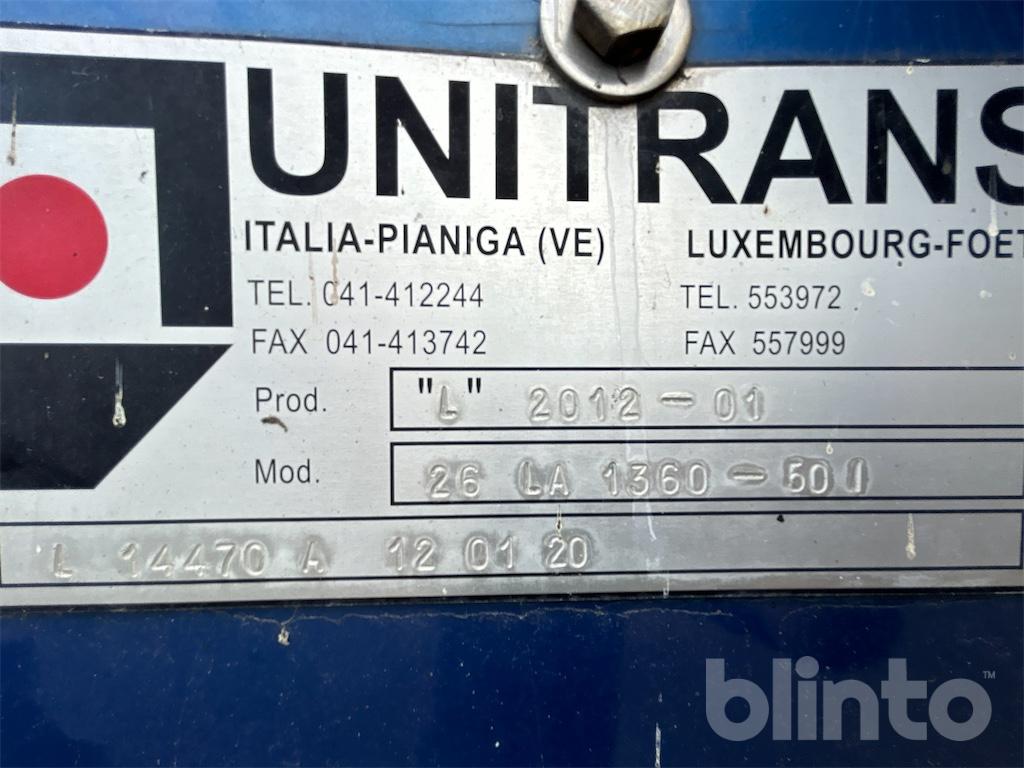 UNITRANS
ITALIA-PIANIGA (VE) LUXEMBOURG-FOET
TEL. 041-412244 TEL. 553972
FAX 041-413742 FAX 557999
Prod. "L" 2012-01
Mod. 26 LA 1360-50 I
L 14470 A 12 01 20
blinto™